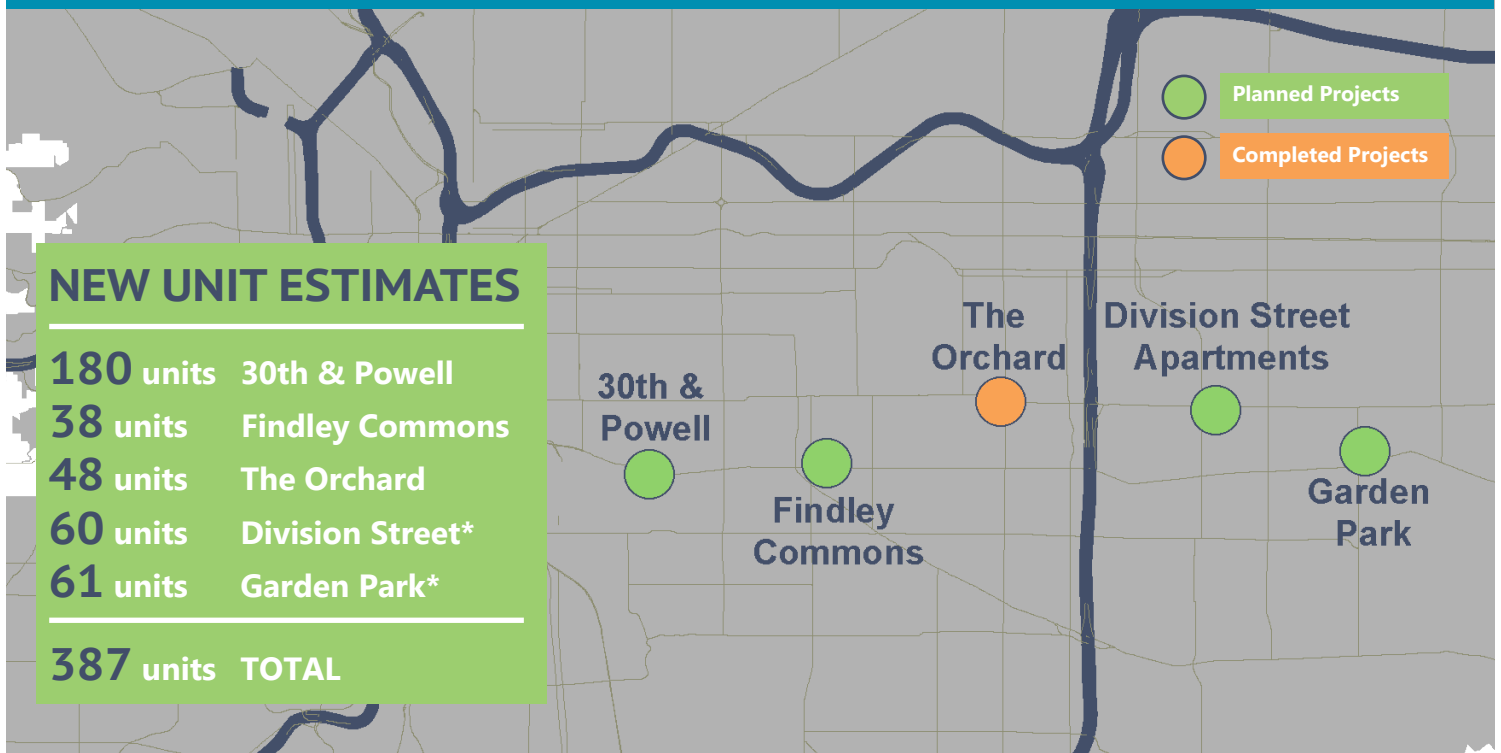 Planned Projects
Completed Projects
NEW UNIT ESTIMATES
180 units 30th & Powell
38 units Findley Commons
48 units The Orchard
60 units Division Street*
61 units Garden Park*
387 units TOTAL
30th &
Powell
Findley
Commons
The
Orchard
Division Street
Apartments
Garden
Park